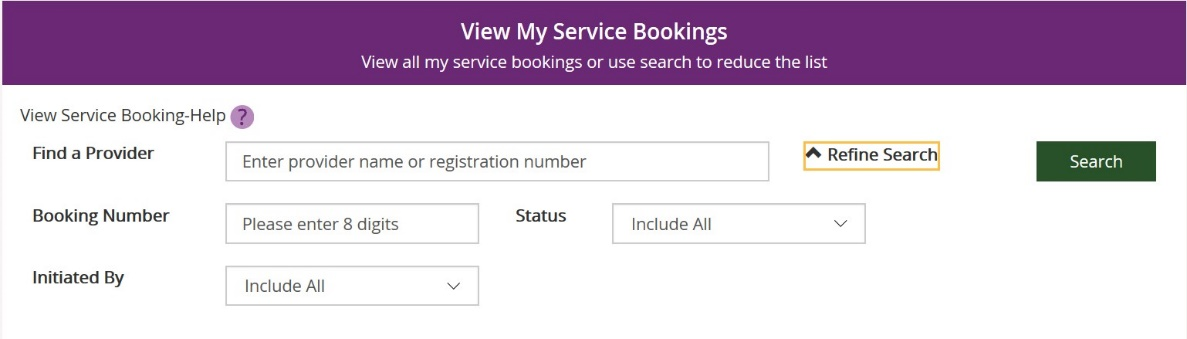 View My Service Bookings
View all my service bookings or use search to reduce the list
View Service Booking-Help ?
Find a Provider Enter provider name or registration number Refine Search Search
Booking Number Please enter 8 digits Status Include All
Initiated By Include All